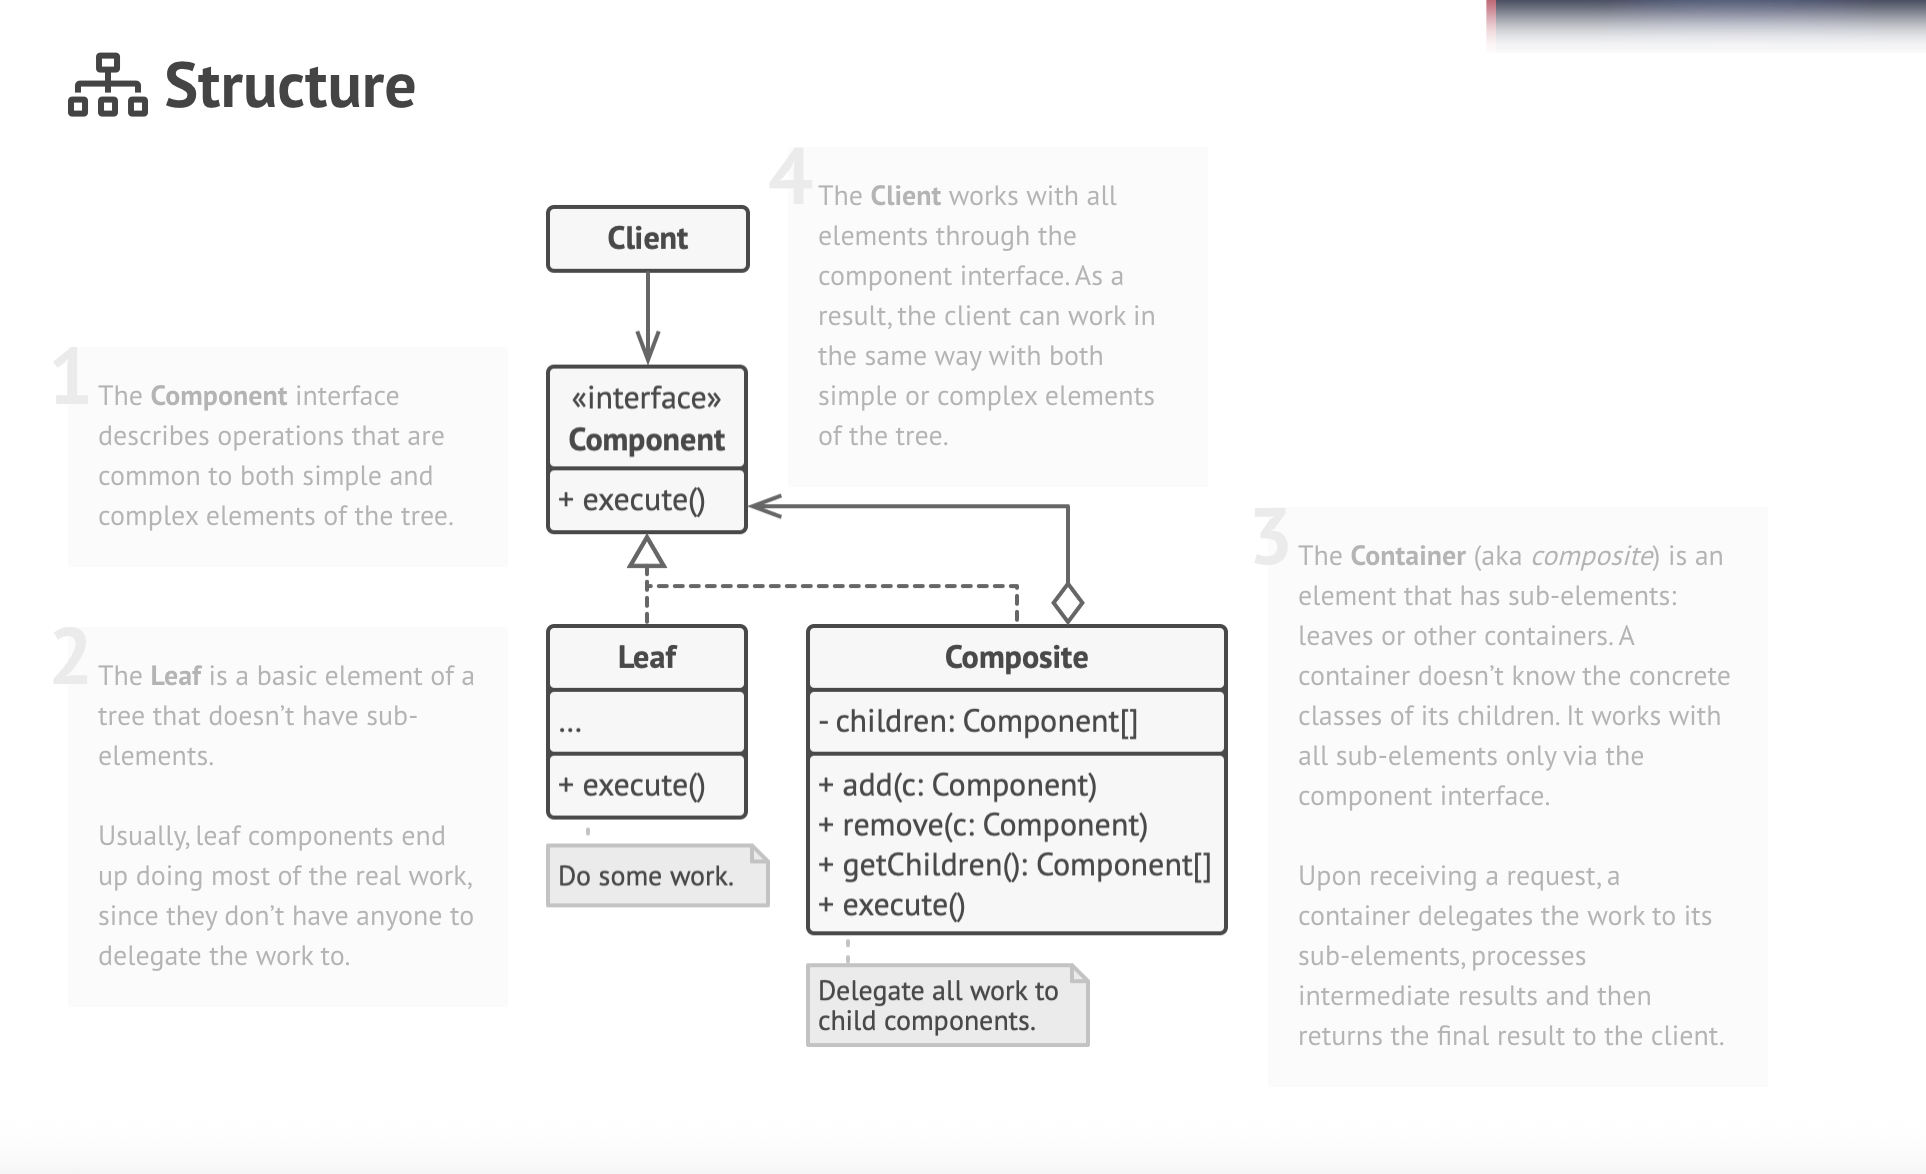 Structure
4
The Client works with all
elements through the
component interface. As a
result, the client can work in
the same way with both
simple or complex elements
of the tree.
Client
1
The Component interface
describes operations that are
common to both simple and
complex elements of the tree.
«interface»
Component
+ execute()
2
The Leaf is a basic element of a
tree that doesn't have sub-
elements.
Usually, leaf components end
up doing most of the real work,
since they don't have anyone to
delegate the work to.
Leaf
...
+ execute()
Do some work.
Composite
- children: Component[]
+ add(c: Component)
+ remove(c: Component)
+ getChildren(): Component[]
+ execute()
Delegate all work to
child components.
3
The Container (aka composite) is an
element that has sub-elements:
leaves or other containers. A
container doesn't know the concrete
classes of its children. It works with
all sub-elements only via the
component interface.
Upon receiving a request, a
container delegates the work to its
sub-elements, processes
intermediate results and then
returns the final result to the client.